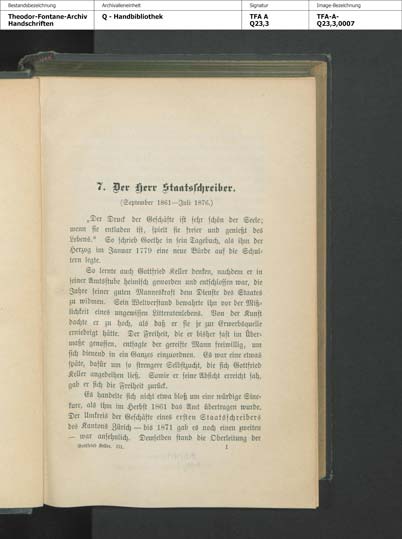 Bestandsbezeichnung Archivalieneinheit Signatur Image-Bezeichnung
Theodor-Fontane-Archiv Q - Handbibliothek TFA A TFA-A-
Handschriften Q23,3 Q23,3,0007
7. Der Herr Staatsschreiber.
(September 1861—Juli 1876.)
„Der Druck der Geschäfte ist sehr schön der Seele;
wenn sie entladen ist, spielt sie freier und genießt des
Lebens.“ So schrieb Goethe in sein Tagebuch, als ihm der
Herzog im Januar 1779 eine neue Bürde auf die Schul-
tern legte.
So lernte auch Gottfried Keller denken, nachdem er in
seiner Amtsstube heimisch geworden und entschlossen war, die
Jahre seiner guten Manneskraft dem Dienste des Staates
zu widmen. Sein Weltverstand bewahrte ihn vor der Miß-
lichkeit eines ungewissen Litteratenlebens. Von der Kunst
dachte er zu hoch, als daß er sie je zur Erwerbsquelle
erniedrigt hätte. Der Freiheit, die er bisher fast im Über-
maße genossen, entsagte der gereifte Mann freiwillig, um
sich dienend in ein Ganzes einzuordnen. Es war eine etwas
späte, dafür um so strengere Selbstzucht, die sich Gottfried
Keller angedeihen ließ. Sowie er seine Absicht erreicht sah,
gab er sich die Freiheit zurück.
Es handelte sich nicht etwa bloß um eine würdige Sine-
kure, als ihm im Herbst 1861 das Amt übertragen wurde.
Der Umkreis der Geschäfte eines ersten Staatsschreibers
des Kantons Zürich — bis 1871 gab es noch einen zweiten
— war ansehnlich. Demselben stand die Oberleitung der
Gottfried Keller. III. 1